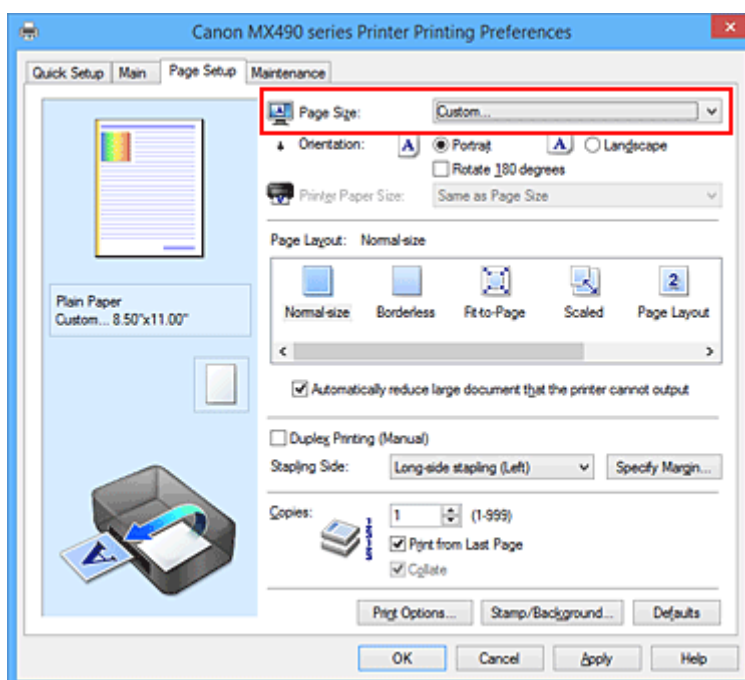 Canon MX490 series Printer Printing Preferences
Quick Setup Main Page Setup Maintenance
Page Size: Custom...
Orientation: A Portrait A Landscape
Rotate 180 degrees
Printer Paper Size: Same as Page Size
Page Layout: Normal-size
2
Normal-size Borderless Fit-to-Page Scaled Page Layout
Plain Paper
Custom... 8.50"x11.00"
Automatically reduce large document that the printer cannot output
Duplex Printing (Manual)
Stapling Side: Long-side stapling (Left) Specify Margin...
Copies: 1 (1-999)
Print from Last Page
Collate
A
Print Options... Stamp/Background... Defaults
OK Cancel Apply Help